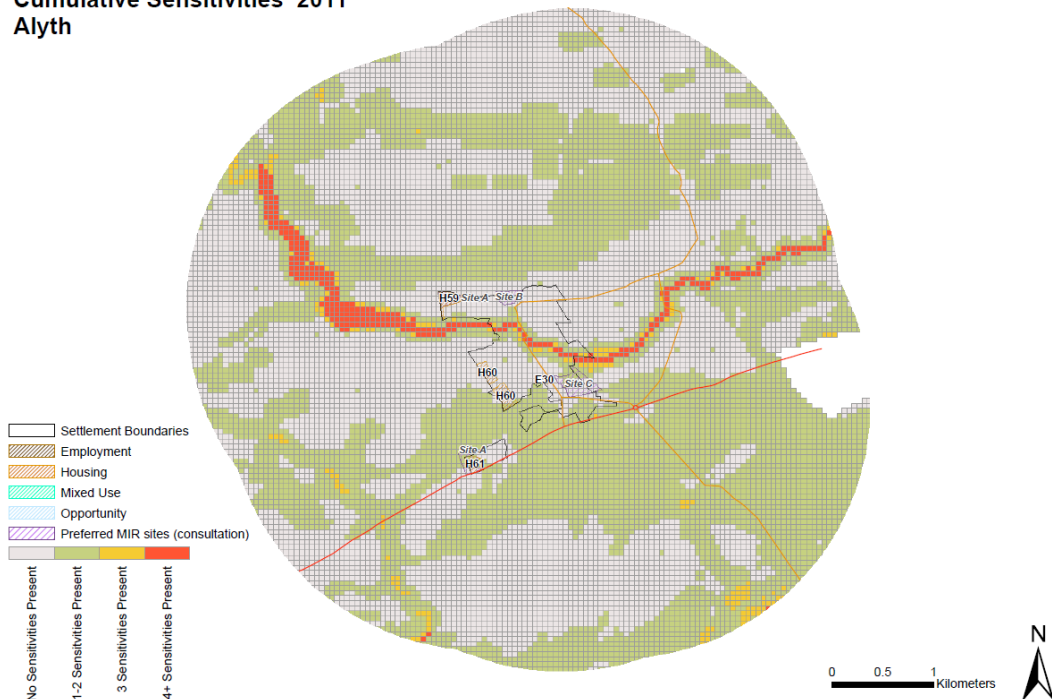 Cumulative Sensitivities 2011
Alyth
H59 Site A Site B
H60
E30
Site C
H60
Site A
H61
Settlement Boundaries
Employment
Housing
Mixed Use
Opportunity
Preferred MIR sites (consultation)
No Sensitivities Present
1-2 Sensitivities Present
3 Sensitivities Present
4+ Sensitivities Present
N
0 0.5 1
Kilometers